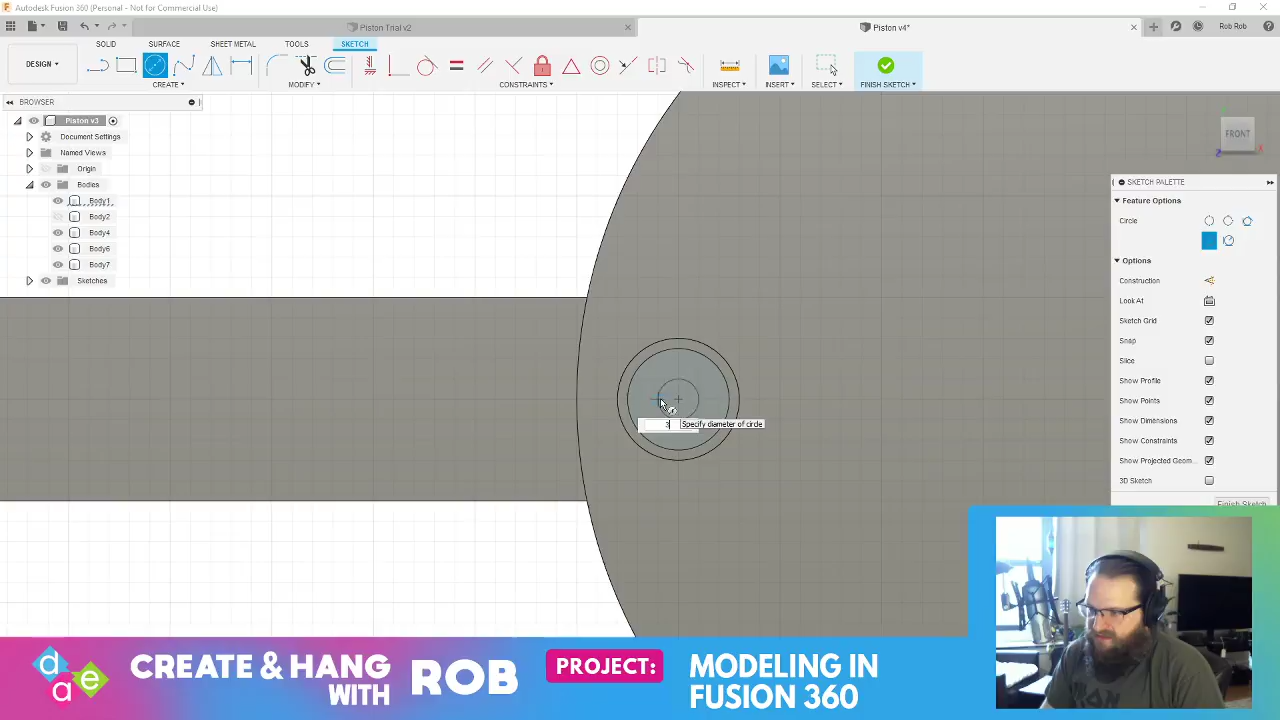 Autodesk Fusion 360 (Personal - Not for Commercial Use)
Piston Trial v2
Piston v4*
Rob Rob
DESIGN
SOLID
SURFACE
SHEET METAL
TOOLS
SKETCH
CREATE
MODIFY
CONSTRAINTS
INSPECT
INSERT
SELECT
FINISH SKETCH
BROWSER
Piston v3
Document Settings
Named Views
Origin
Bodies
Body1
Body2
Body4
Body6
Body7
Sketches
FRONT
Z
X
SKETCH PALETTE
Feature Options
Circle
Options
Construction
Look At
Sketch Grid
Snap
Slice
Show Profile
Show Points
Show Dimensions
Show Constraints
Show Projected Geom...
3D Sketch
Finish Sketch
3
Specify diameter of circle
dae
CREATE & HANG
WITH
ROB
PROJECT:
MODELING IN
FUSION 360